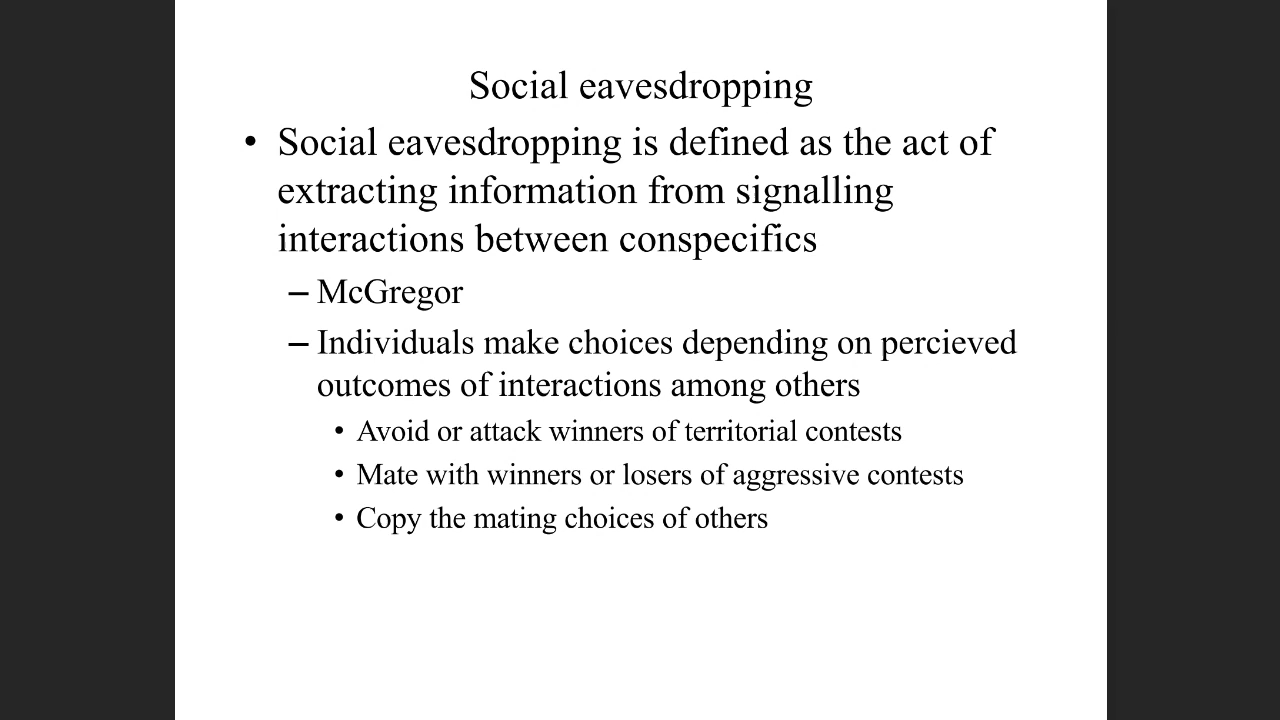 Social eavesdropping
• Social eavesdropping is defined as the act of
extracting information from signalling
interactions between conspecifics
– McGregor
– Individuals make choices depending on percieved
outcomes of interactions among others
• Avoid or attack winners of territorial contests
• Mate with winners or losers of aggressive contests
• Copy the mating choices of others